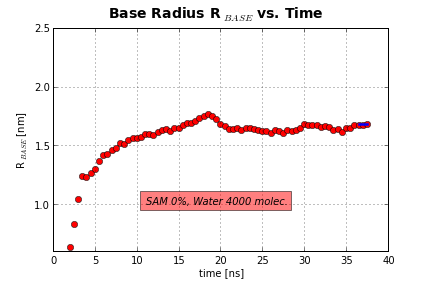 Base Radius R BASE vs. Time
2.5
2.0
1.5
1.0
R BASE [nm]
SAM 0%, Water 4000 molec.
0 5 10 15 20 25 30 35 40
time [ns]